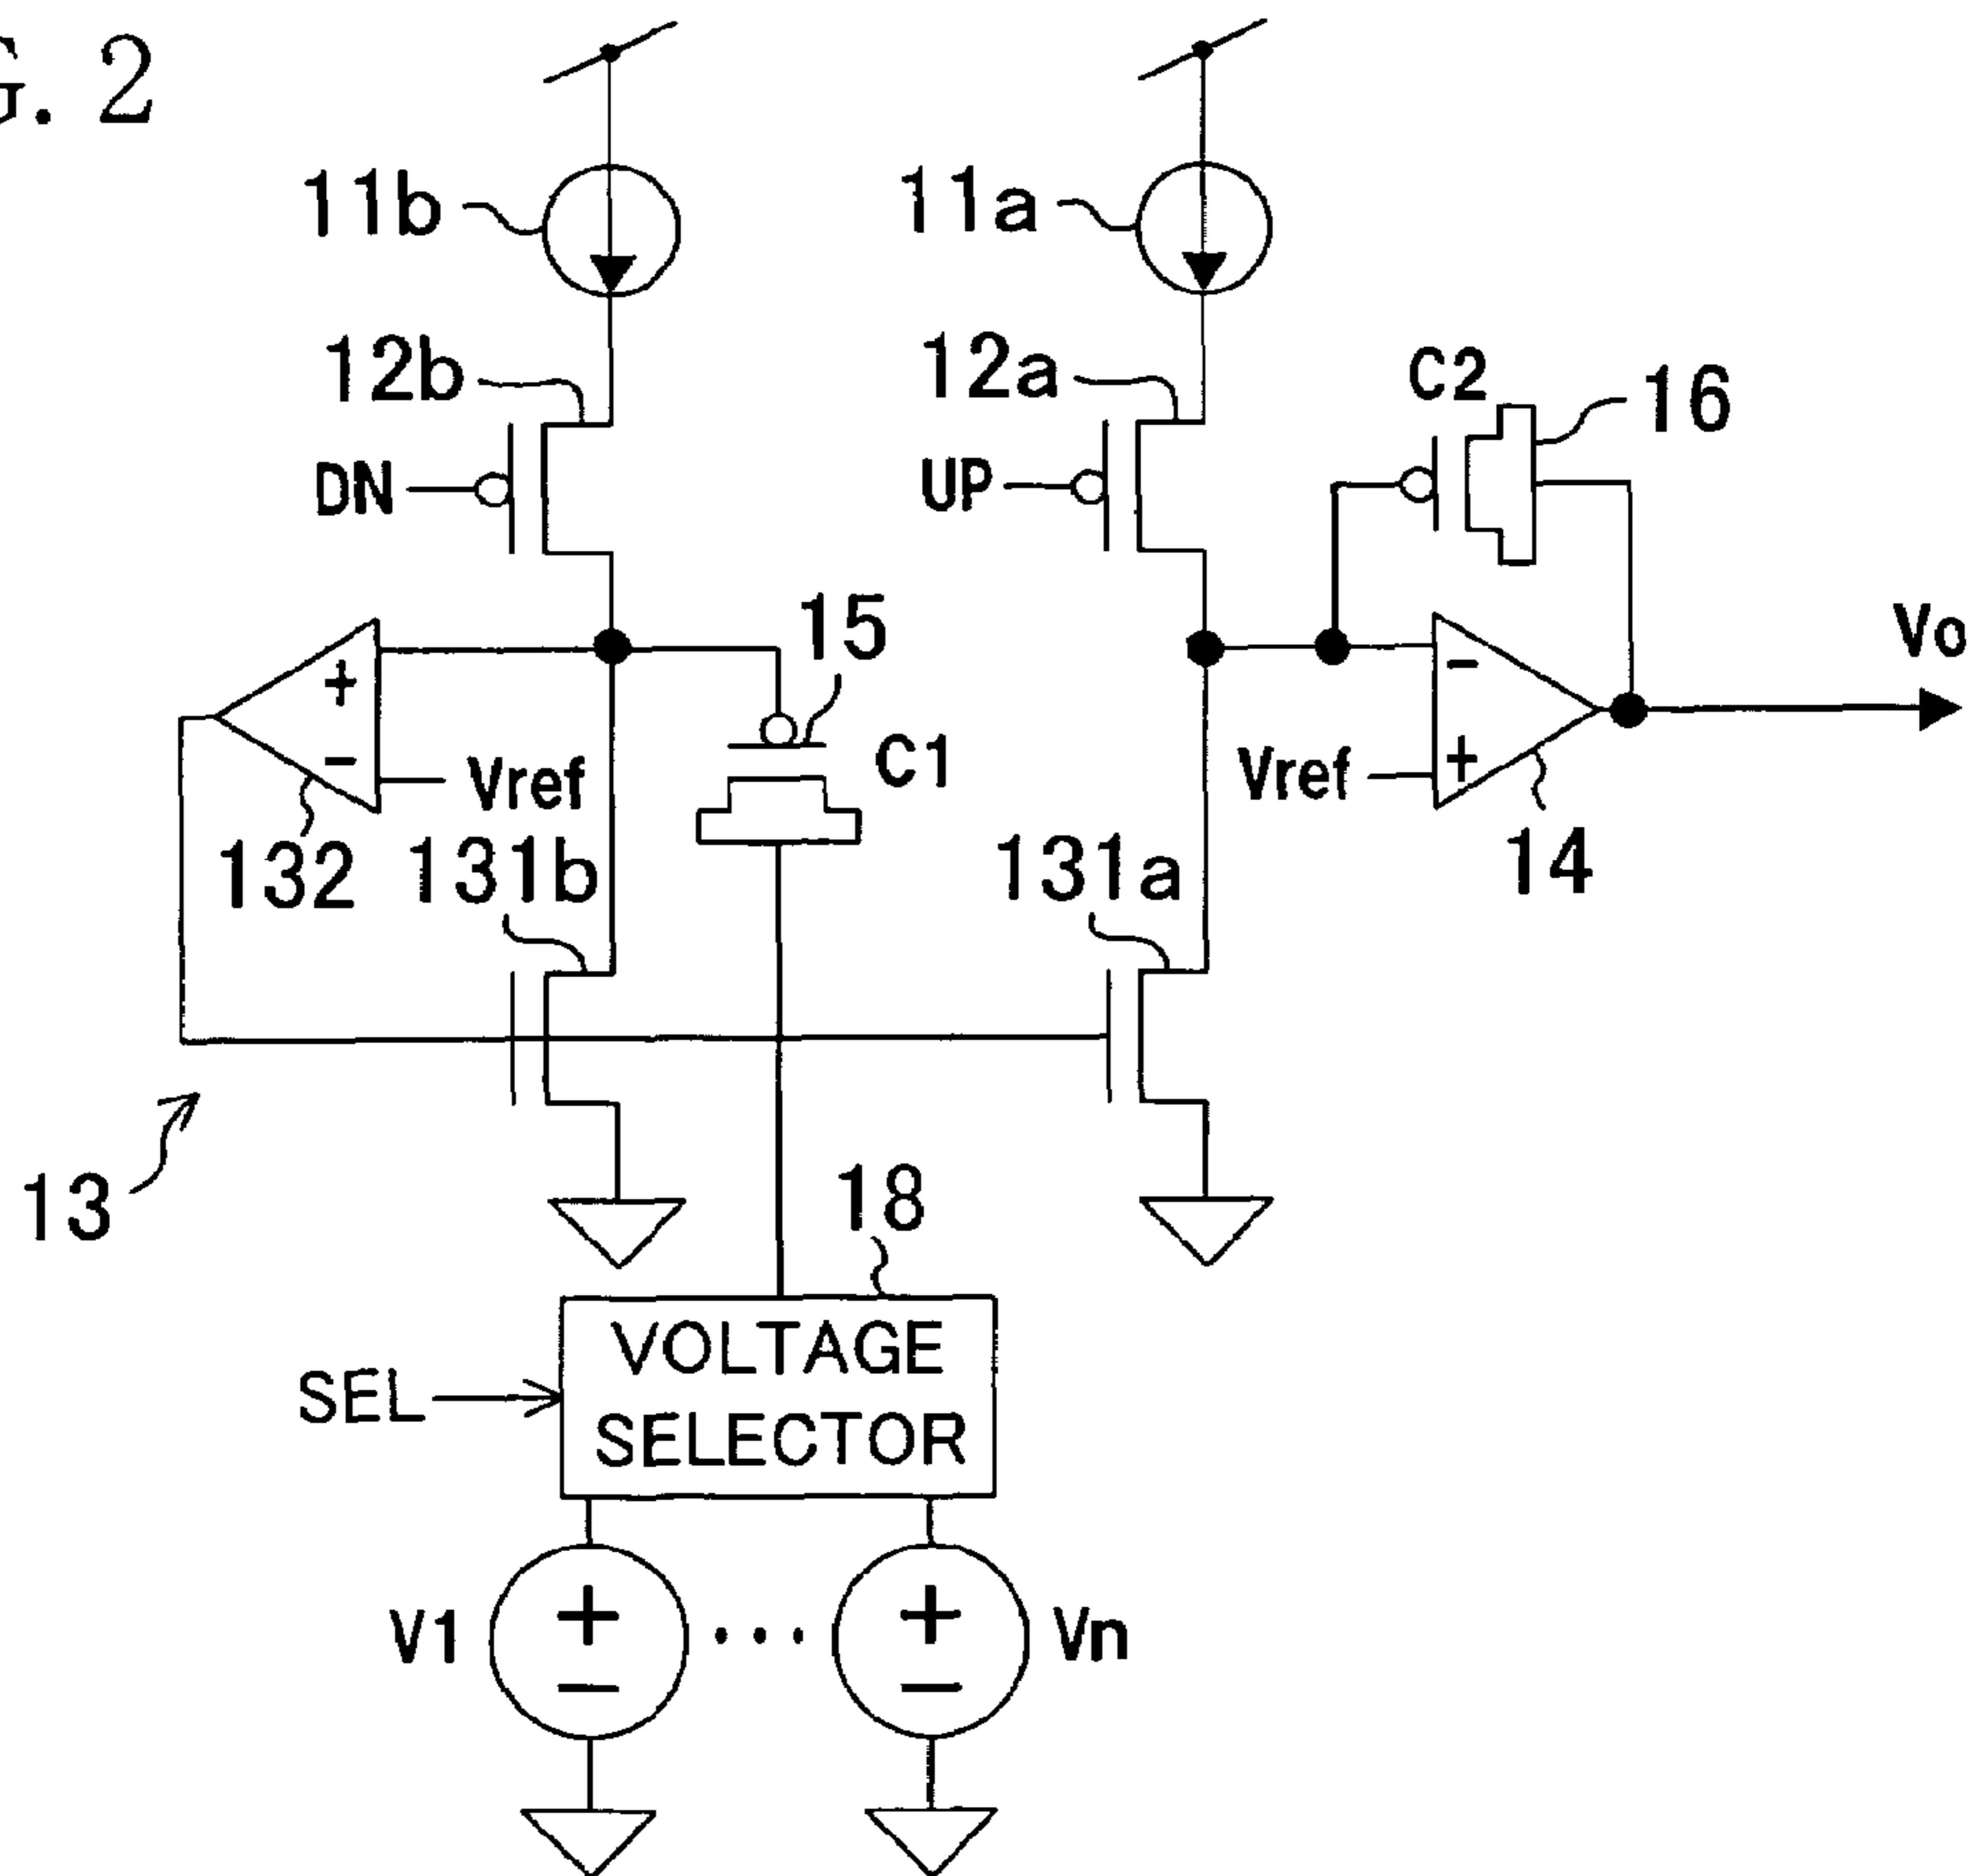 G. 2
11b
11a
12b
12a
C2
16
DN
UP
15
Vo
+
-
C1
-
+
Vref
Vref
132
131b
131a
14
13
18
SEL
VOLTAGE
SELECTOR
V1
+
-
...
+
-
Vn